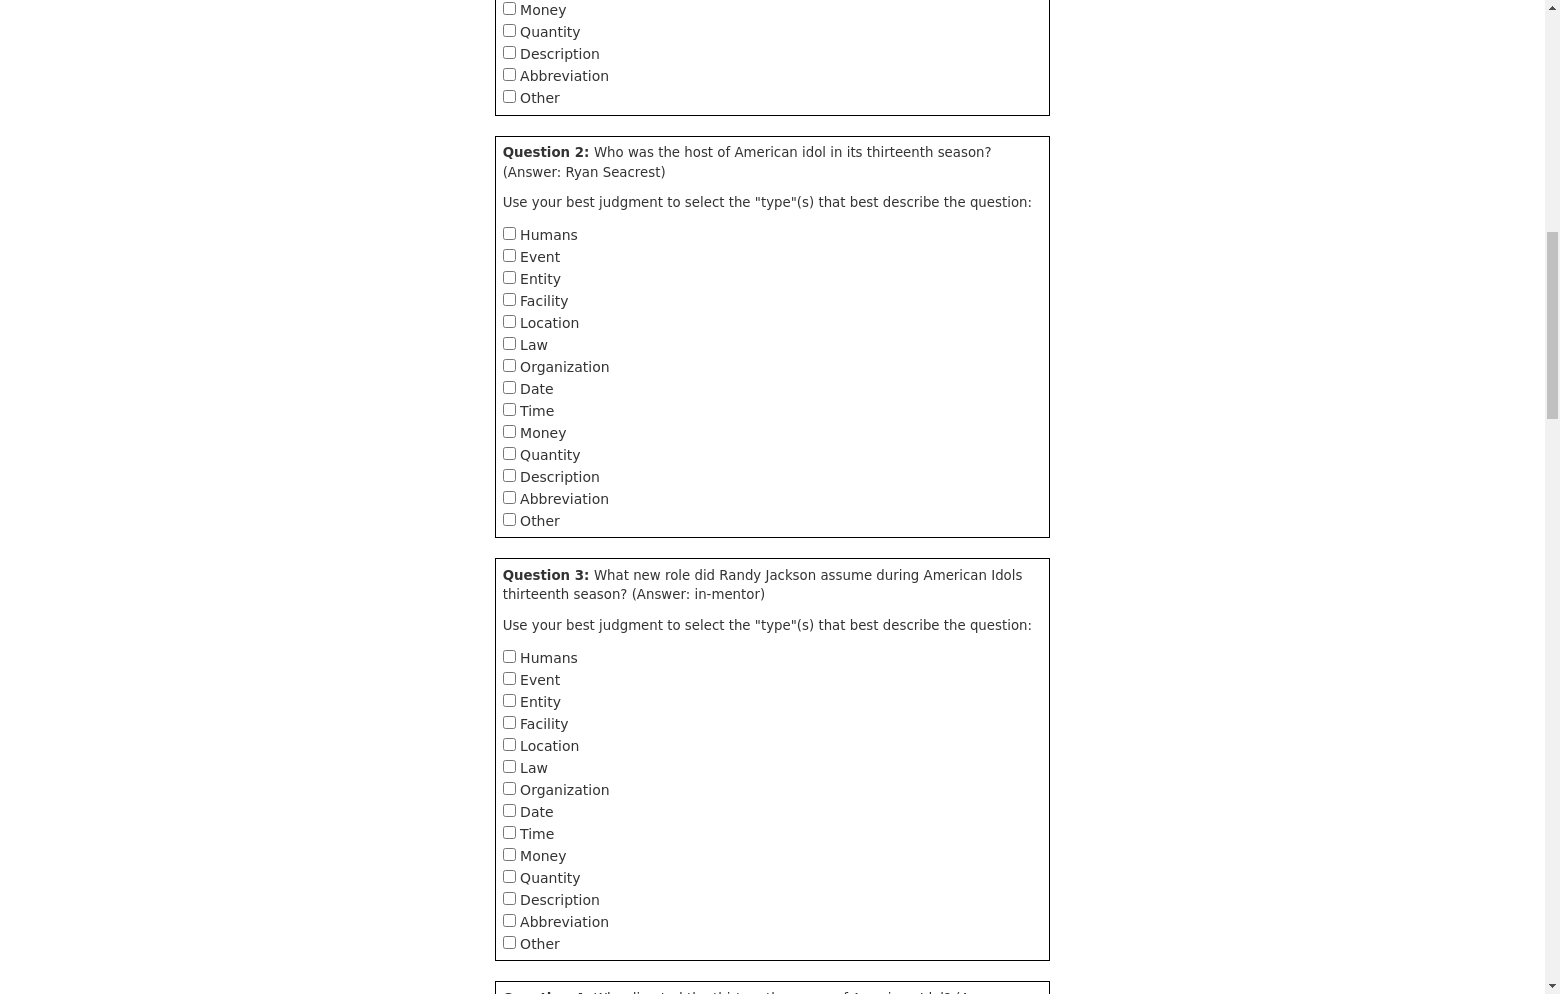 Money
Quantity
Description
Abbreviation
Other
Question 2: Who was the host of American idol in its thirteenth season?
(Answer: Ryan Seacrest)
Use your best judgment to select the "type"(s) that best describe the question:
Humans
Event
Entity
Facility
Location
Law
Organization
Date
Time
Money
Quantity
Description
Abbreviation
Other
Question 3: What new role did Randy Jackson assume during American Idols
thirteenth season? (Answer: in-mentor)
Use your best judgment to select the "type"(s) that best describe the question:
Humans
Event
Entity
Facility
Location
Law
Organization
Date
Time
Money
Quantity
Description
Abbreviation
Other